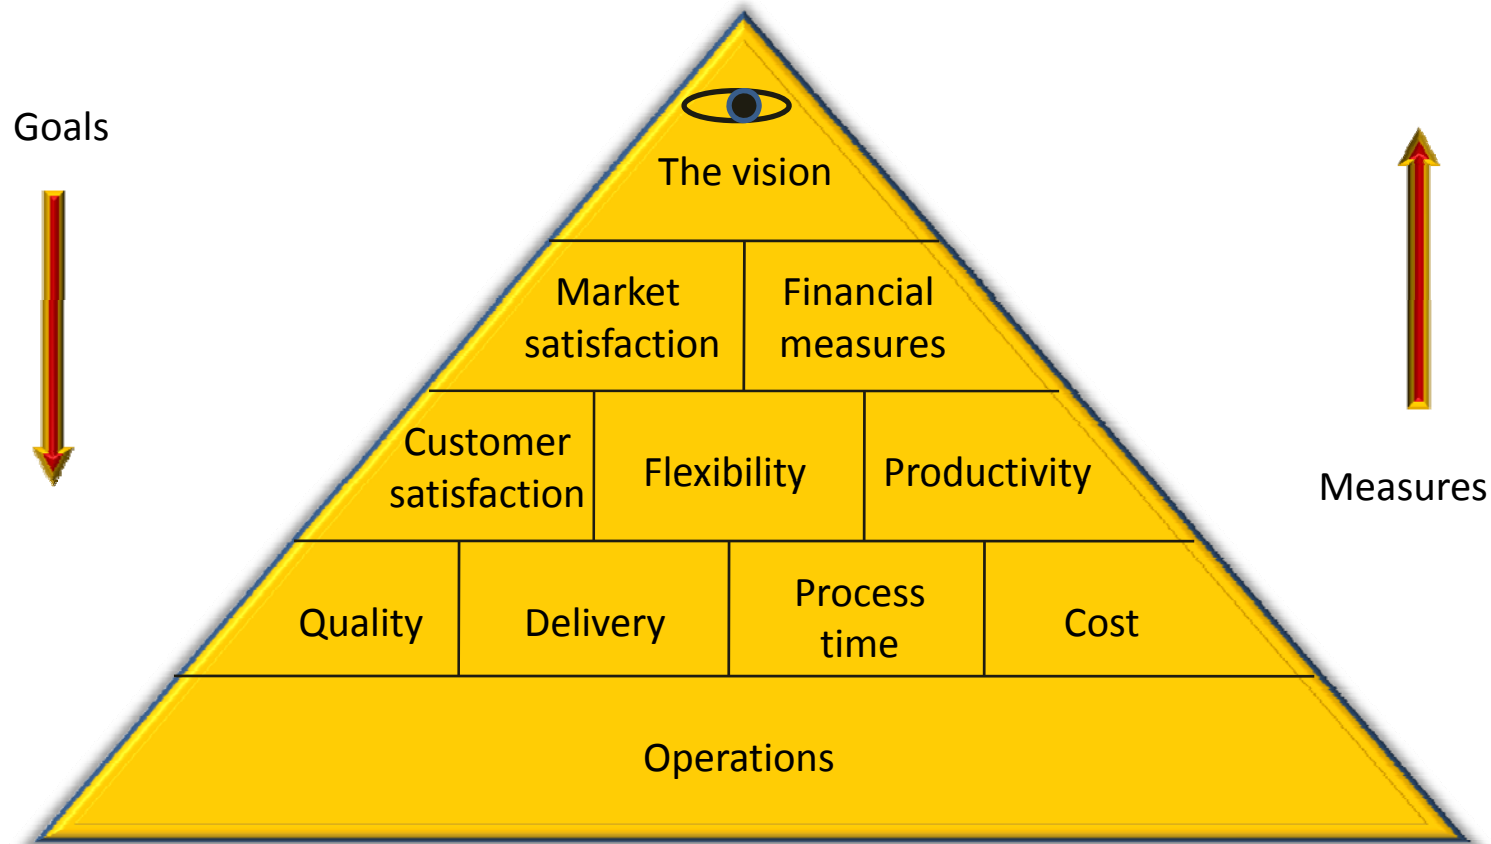 Goals
The vision
Market
satisfaction
Financial
measures
Customer
satisfaction
Flexibility
Productivity
Measures
Quality
Delivery
Process
time
Cost
Operations